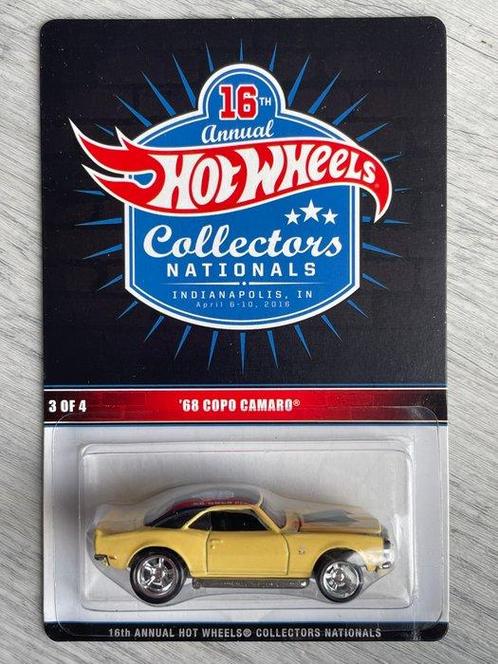 16TH
Annual
HOT WHEELS®
Collectors
NATIONALS
INDIANAPOLIS, IN
April 6-10, 2016
3 OF 4
'68 COPO CAMARO®
16th ANNUAL HOT WHEELS® COLLECTORS NATIONALS